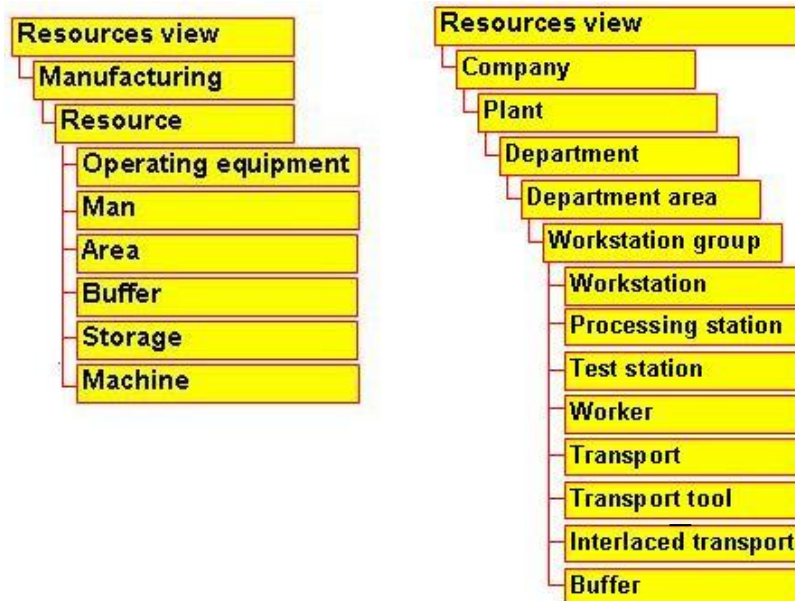 Resources view
Manufacturing
Resource
Operating equipment
Man
Area
Buffer
Storage
Machine
Resources view
Company
Plant
Department
Department area
Workstation group
Workstation
Processing station
Test station
Worker
Transport
Transport tool
Interlaced transport
Buffer